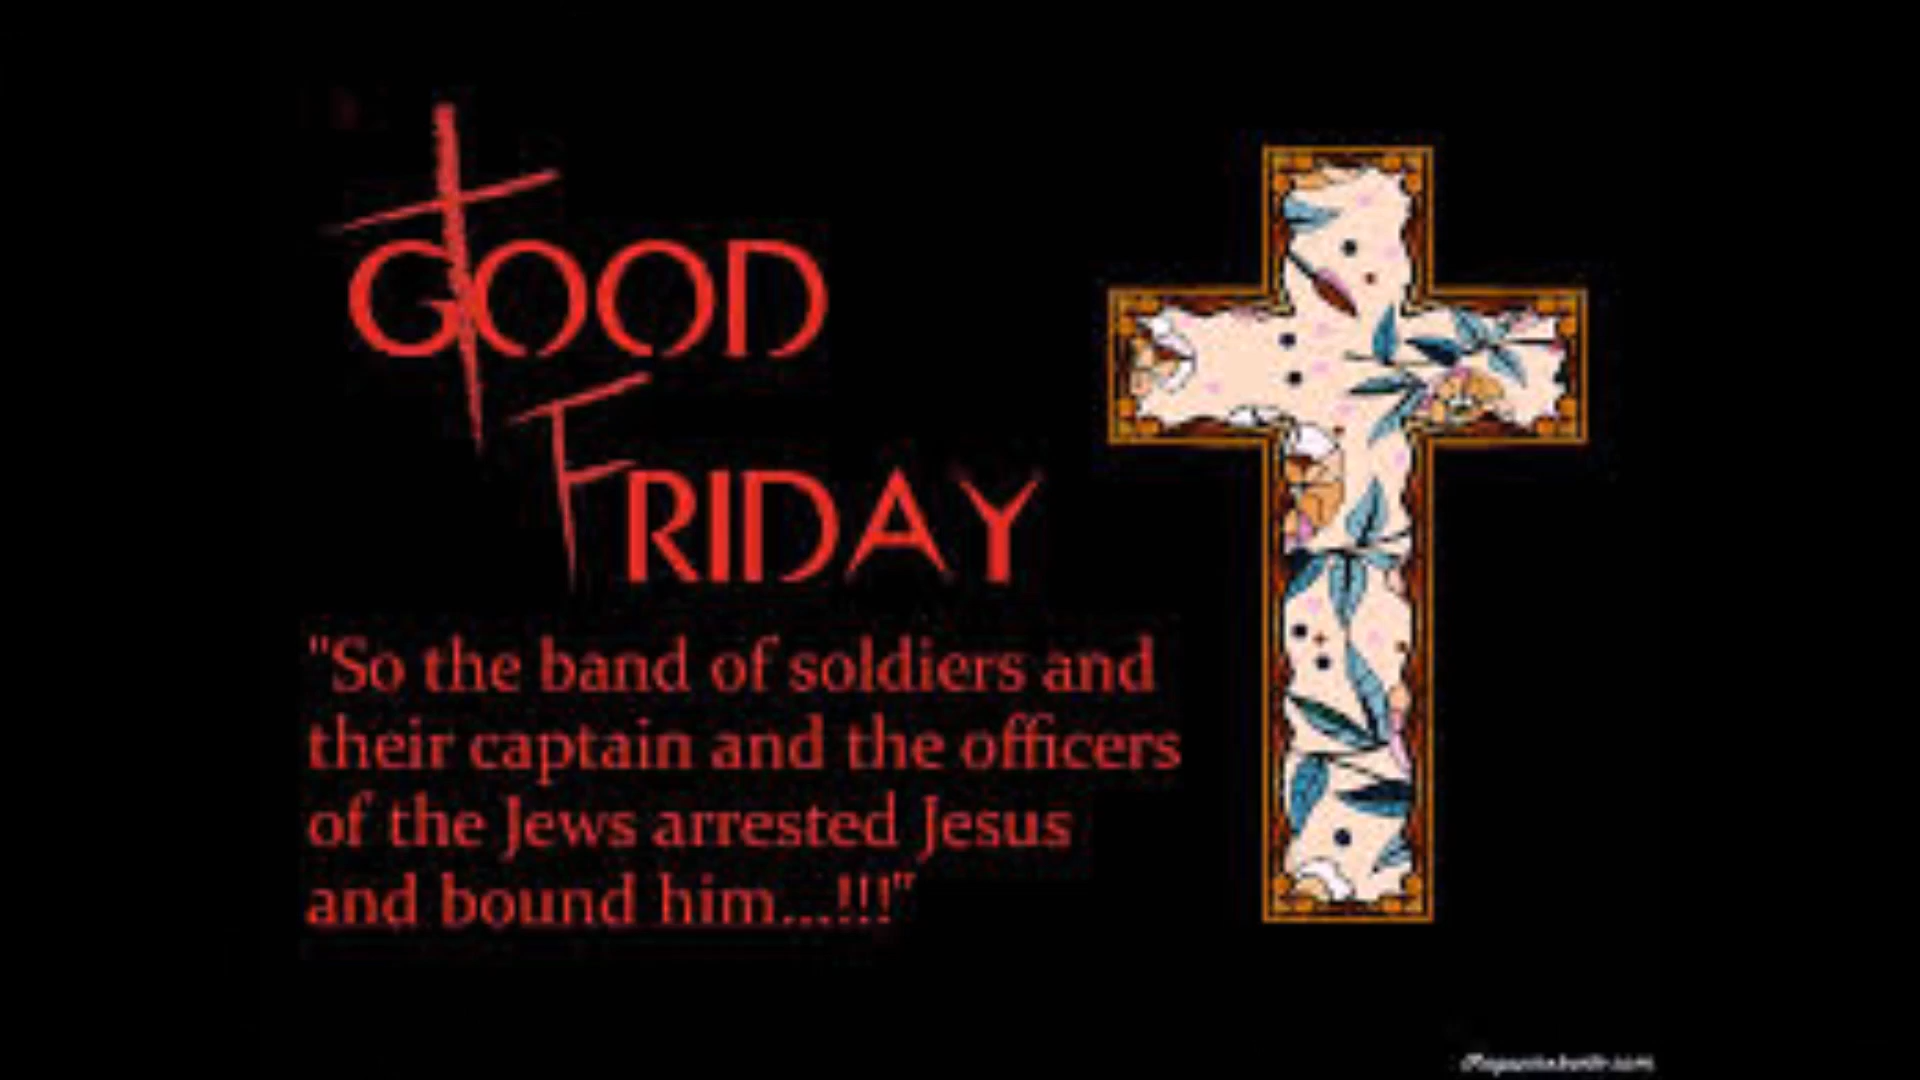 GOOD
FRIDAY
"So the band of soldiers and
their captain and the officers
of the Jews arrested Jesus
and bound him...!!!"